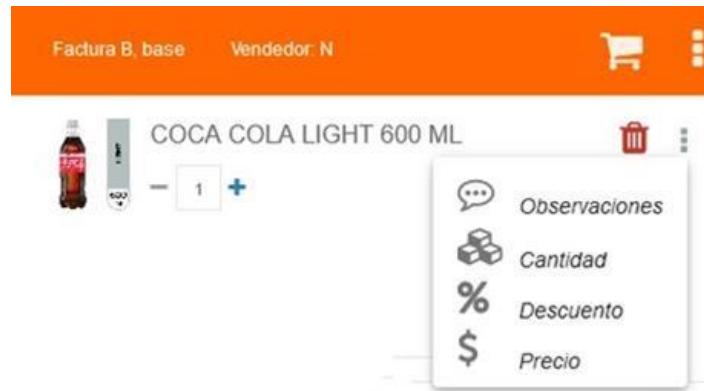 Factura B, base Vendedor: N
COCA COLA LIGHT 600 ML
1
Observaciones
Cantidad
% Descuento
$ Precio